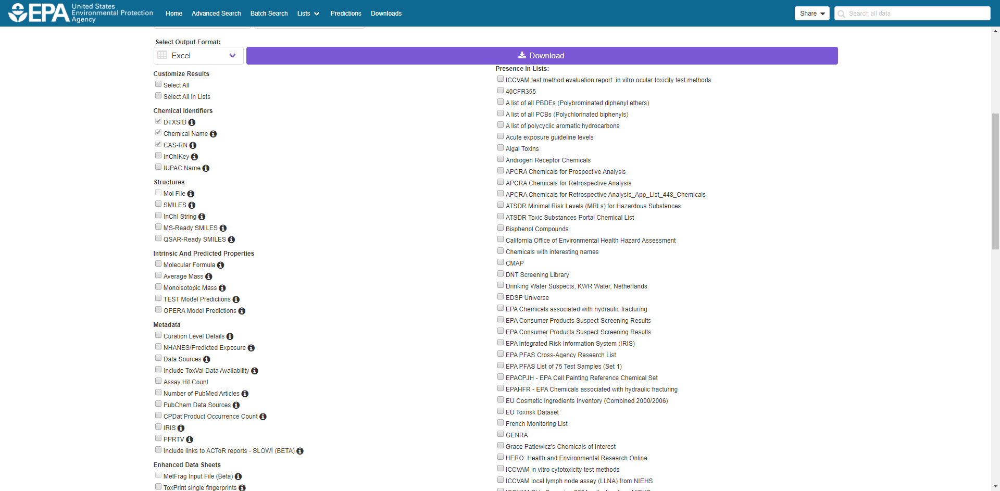 EPA United States
Environmental Protection
Agency
Home Advanced Search Batch Search Lists Predictions Downloads
Share Search all data
Select Output Format:
Excel
Download
Customize Results
Select All
Select All in Lists
Chemical Identifiers
DTXSID
Chemical Name
CAS-RN
InChIKey
IUPAC Name
Structures
Mol File
SMILES
InChI String
MS-Ready SMILES
QSAR-Ready SMILES
Intrinsic And Predicted Properties
Molecular Formula
Average Mass
Monoisotopic Mass
TEST Model Predictions
OPERA Model Predictions
Metadata
Curation Level Details
NHANES/Predicted Exposure
Data Sources
Include ToxVal Data Availability
Assay Hit Count
Number of PubMed Articles
PubChem Data Sources
CPDat Product Occurrence Count
IRIS
PPRTV
Include links to ACToR reports - SLOW! (BETA)
Enhanced Data Sheets
MetFrag Input File (Beta)
ToxPrint single fingerprints
Presence in Lists:
ICCVAM test method evaluation report: in vitro ocular toxicity test methods
40CFR355
A list of all PBDEs (Polybrominated diphenyl ethers)
A list of all PCBs (Polychlorinated biphenyls)
A list of polycyclic aromatic hydrocarbons
Acute exposure guideline levels
Algal Toxins
Androgen Receptor Chemicals
APCRA Chemicals for Prospective Analysis
APCRA Chemicals for Retrospective Analysis
APCRA Chemicals for Retrospective Analysis_App_List_448_Chemicals
ATSDR Minimal Risk Levels (MRLs) for Hazardous Substances
ATSDR Toxic Substances Portal Chemical List
Bisphenol Compounds
California Office of Environmental Health Hazard Assessment
Chemicals with interesting names
CMAP
DNT Screening Library
Drinking Water Suspects, KWR Water, Netherlands
EDSP Universe
EPA Chemicals associated with hydraulic fracturing
EPA Consumer Products Suspect Screening Results
EPA Consumer Products Suspect Screening Results
EPA Integrated Risk Information System (IRIS)
EPA PFAS Cross-Agency Research List
EPA PFAS List of 75 Test Samples (Set 1)
EPACPJH - EPA Cell Painting Reference Chemical Set
EPAHFR - EPA Chemicals associated with hydraulic fracturing
EU Cosmetic Ingredients Inventory (Combined 2000/2006)
EU Toxrisk Dataset
French Monitoring List
GENRA
Grace Patlewicz's Chemicals of Interest
HERO: Health and Environmental Research Online
ICCVAM in vitro cytotoxicity test methods
ICCVAM local lymph node assay (LLNA) from NIEHS